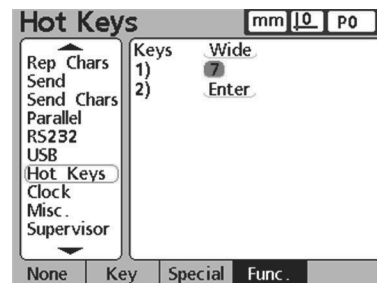 Hot Keys
mm 0 P0
Rep Chars
Send
Send Chars
Parallel
RS232
USB
Hot Keys
Clock
Misc.
Supervisor
Keys Wide
1) 7
2) Enter
None Key Special Func.